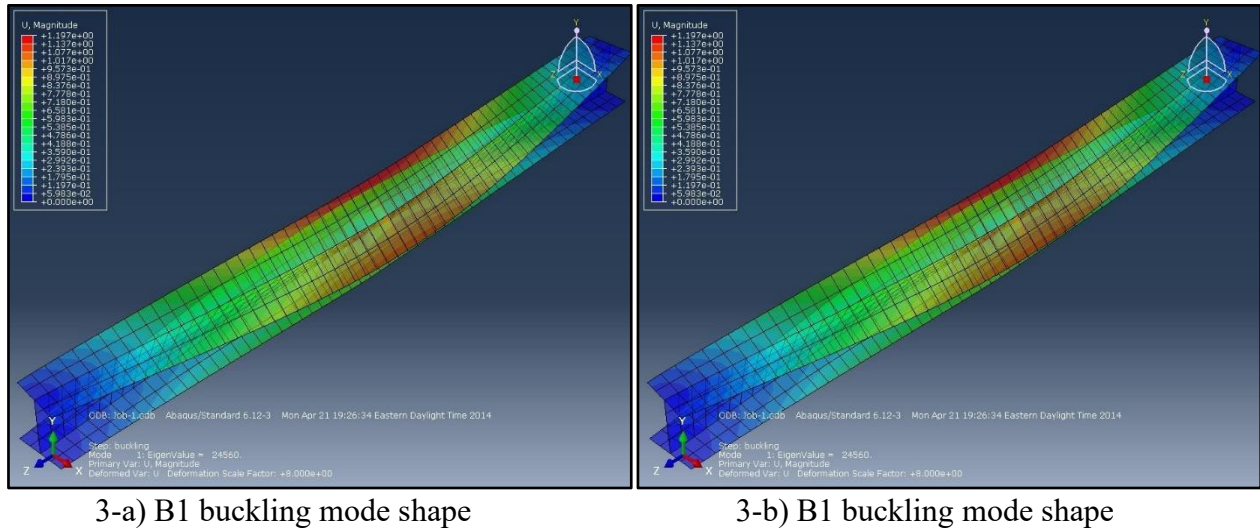 U, Magnitude
+1.197e+00
+1.137e+00
+1.077e+00
+1.017e+00
+9.573e-01
+8.975e-01
+8.376e-01
+7.778e-01
+7.180e-01
+6.581e-01
+5.983e-01
+5.385e-01
+4.786e-01
+4.188e-01
+3.590e-01
+2.992e-01
+2.393e-01
+1.795e-01
+1.197e-01
+5.983e-02
+0.000e+00
Y
Z
X
Y
Z
X
ODB: Job-1.odb Abaqus/Standard 6.12-3 Mon Apr 21 19:26:34 Eastern Daylight Time 2014
Step: buckling
Mode 1: EigenValue = 24560.
Primary Var: U, Magnitude
Deformed Var: U Deformation Scale Factor: +8.000e+00
3-a) B1 buckling mode shape
U, Magnitude
+1.197e+00
+1.137e+00
+1.077e+00
+1.017e+00
+9.573e-01
+8.975e-01
+8.376e-01
+7.778e-01
+7.180e-01
+6.581e-01
+5.983e-01
+5.385e-01
+4.786e-01
+4.188e-01
+3.590e-01
+2.992e-01
+2.393e-01
+1.795e-01
+1.197e-01
+5.983e-02
+0.000e+00
Y
Z
X
Y
Z
X
ODB: Job-1.odb Abaqus/Standard 6.12-3 Mon Apr 21 19:26:34 Eastern Daylight Time 2014
Step: buckling
Mode 1: EigenValue = 24560.
Primary Var: U, Magnitude
Deformed Var: U Deformation Scale Factor: +8.000e+00
3-b) B1 buckling mode shape